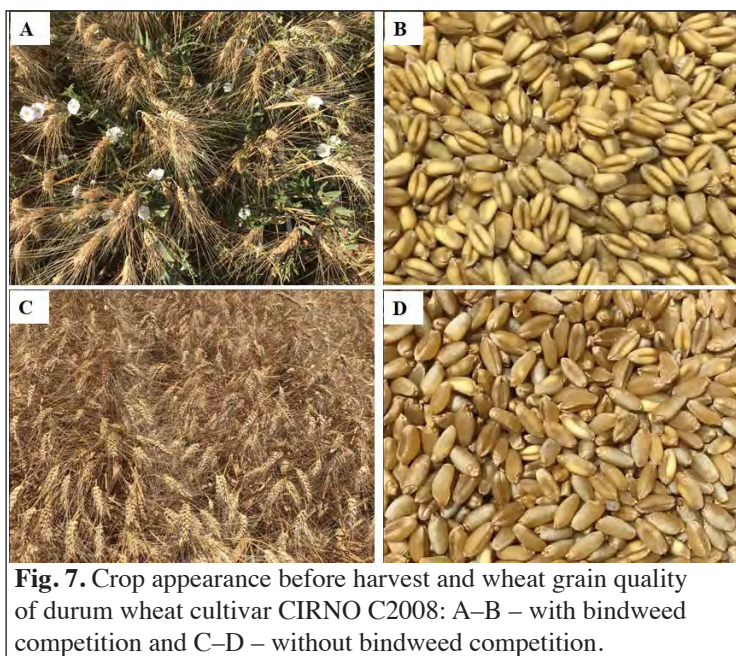 A
B
C
D
Fig. 7. Crop appearance before harvest and wheat grain quality
of durum wheat cultivar CIRNO C2008: A–B – with bindweed
competition and C–D – without bindweed competition.